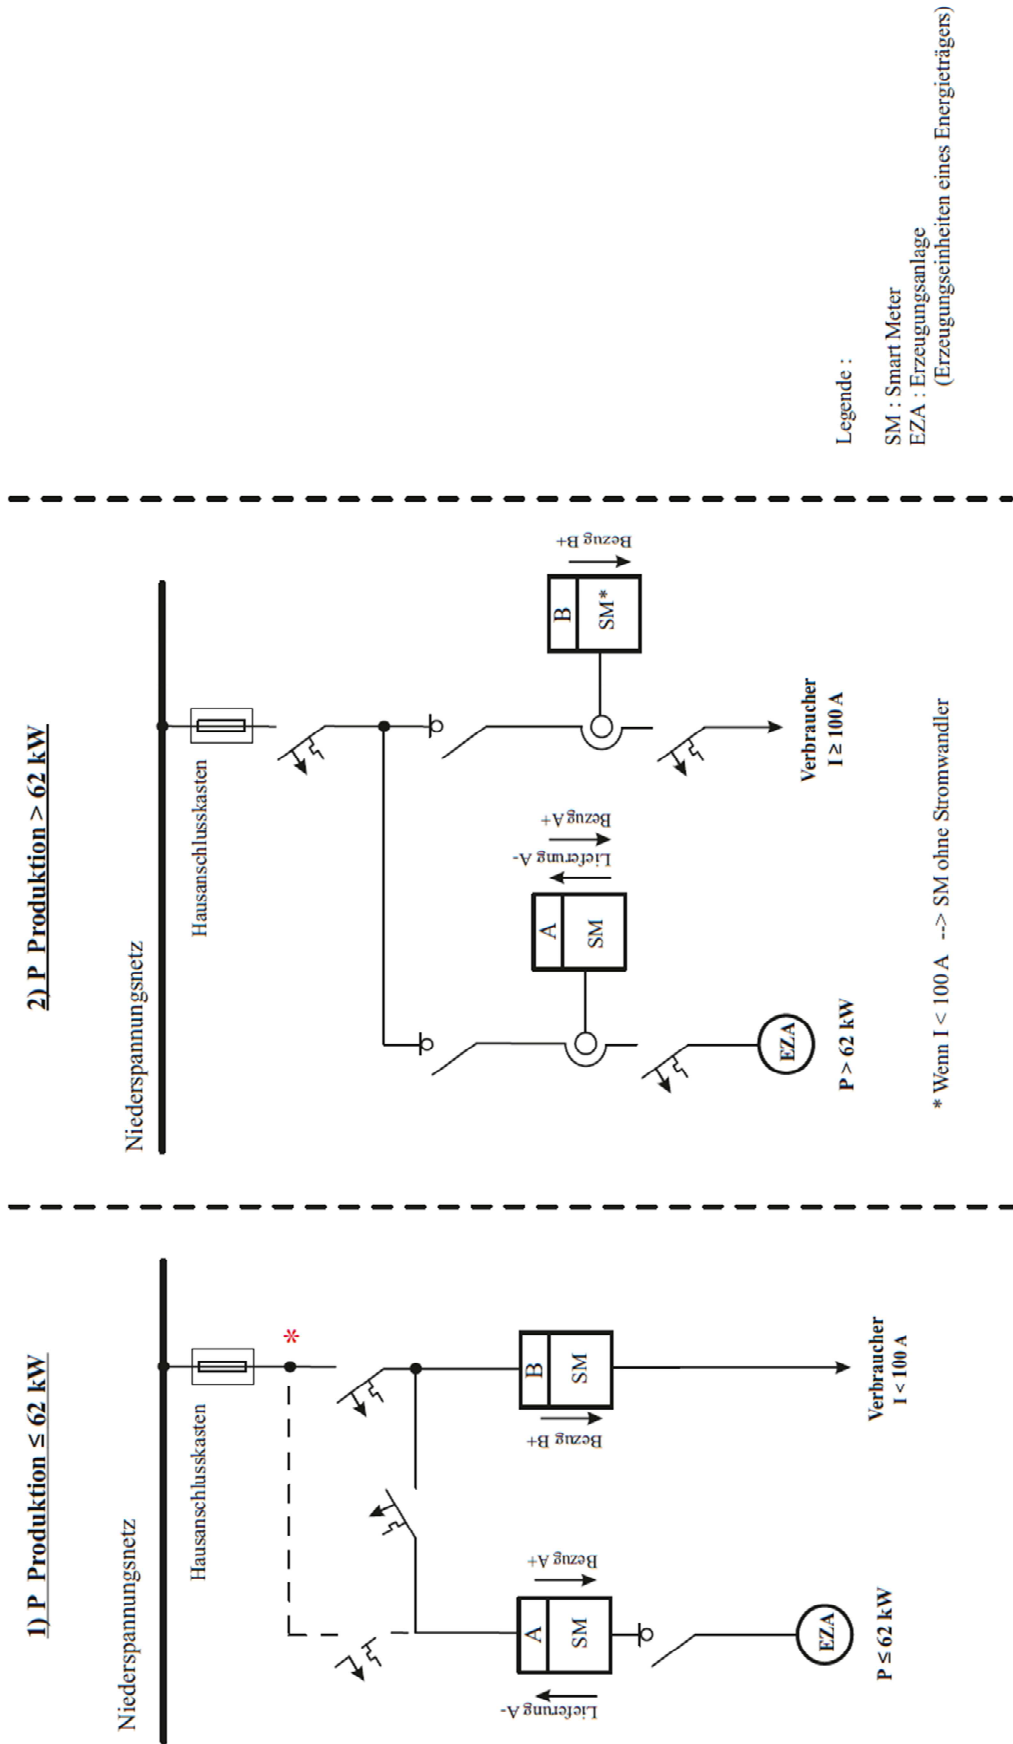 1) P  Produktion ≤ 62 kW
Niederspannungsnetz
Hausanschlusskasten
*
A
SM
Lieferung A-
Bezug A+
B
SM
Bezug B+
EZA
P ≤ 62 kW
Verbraucher
I < 100 A
2) P  Produktion > 62 kW
Niederspannungsnetz
Hausanschlusskasten
A
SM
Lieferung A-
Bezug A+
B
SM*
Bezug B+
EZA
P > 62 kW
Verbraucher
I ≥ 100 A
* Wenn I < 100 A  --> SM ohne Stromwandler
Legende :
SM : Smart Meter
EZA : Erzeugungsanlage
(Erzeugungseinheiten eines Energieträgers)